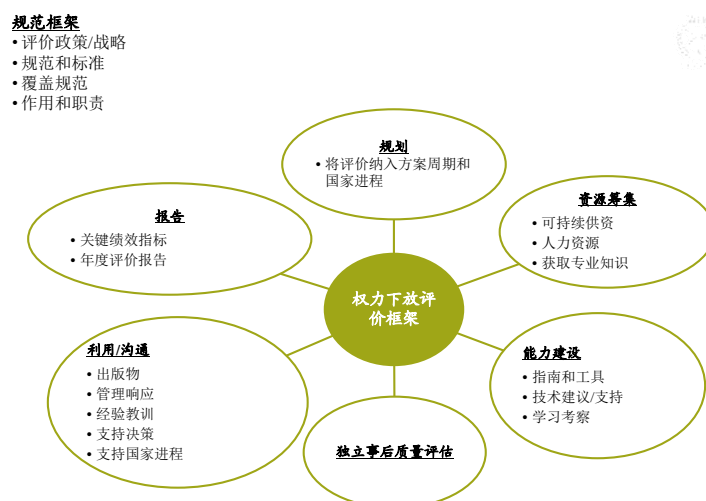 规范框架
• 评价政策/战略
• 规范和标准
• 覆盖规范
• 作用和职责
规划
• 将评价纳入方案周期和
国家进程
资源筹集
• 可持续供资
• 人力资源
• 获取专业知识
报告
• 关键绩效指标
• 年度评价报告
权力下放评
价框架
利用/沟通
• 出版物
• 管理响应
• 经验教训
• 支持决策
• 支持国家进程
能力建设
• 指南和工具
• 技术建议/支持
• 学习考察
独立事后质量评估